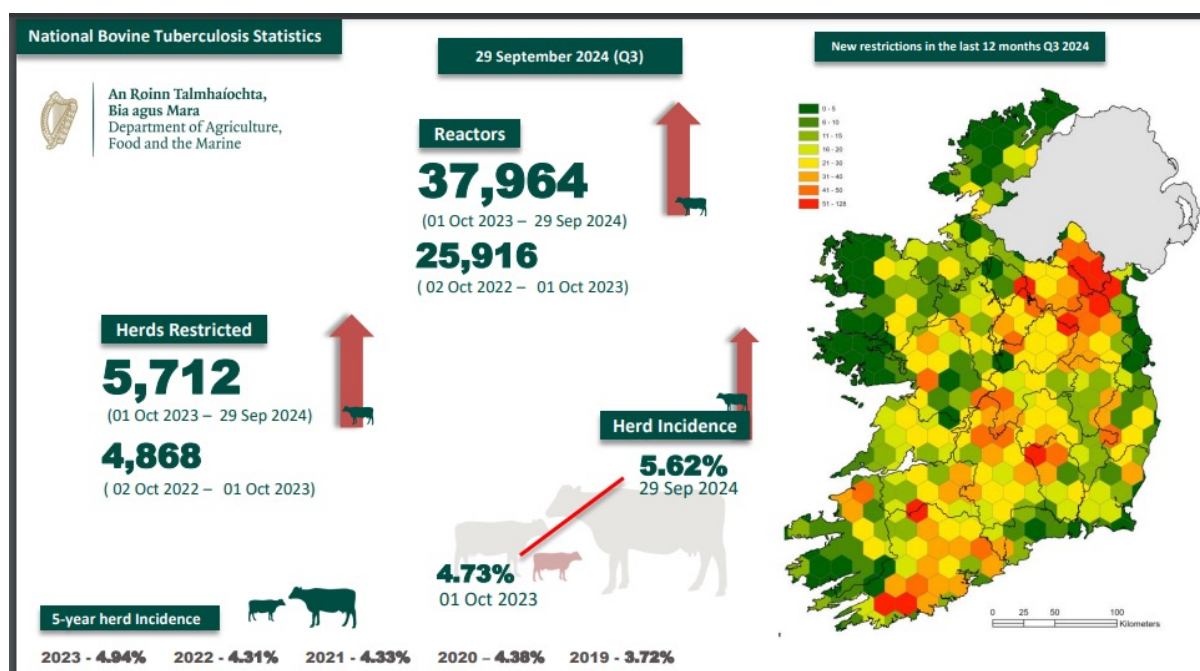 National Bovine Tuberculosis Statistics
An Roinn Talmhaíochta,
Bia agus Mara
Department of Agriculture,
Food and the Marine
29 September 2024 (Q3)
Reactors
37,964
(01 Oct 2023 – 29 Sep 2024)
25,916
( 02 Oct 2022 – 01 Oct 2023)
Herds Restricted
5,712
(01 Oct 2023 – 29 Sep 2024)
4,868
( 02 Oct 2022 – 01 Oct 2023)
Herd Incidence
5.62%
29 Sep 2024
4.73%
01 Oct 2023
5-year herd Incidence
2023 - 4.94% 2022 - 4.31% 2021 - 4.33% 2020 – 4.38% 2019 - 3.72%
New restrictions in the last 12 months Q3 2024
0 - 5
6 - 10
11 - 15
16 - 20
21 - 30
31 - 40
41 - 50
51 - 128
0 25 50 100
Kilometers